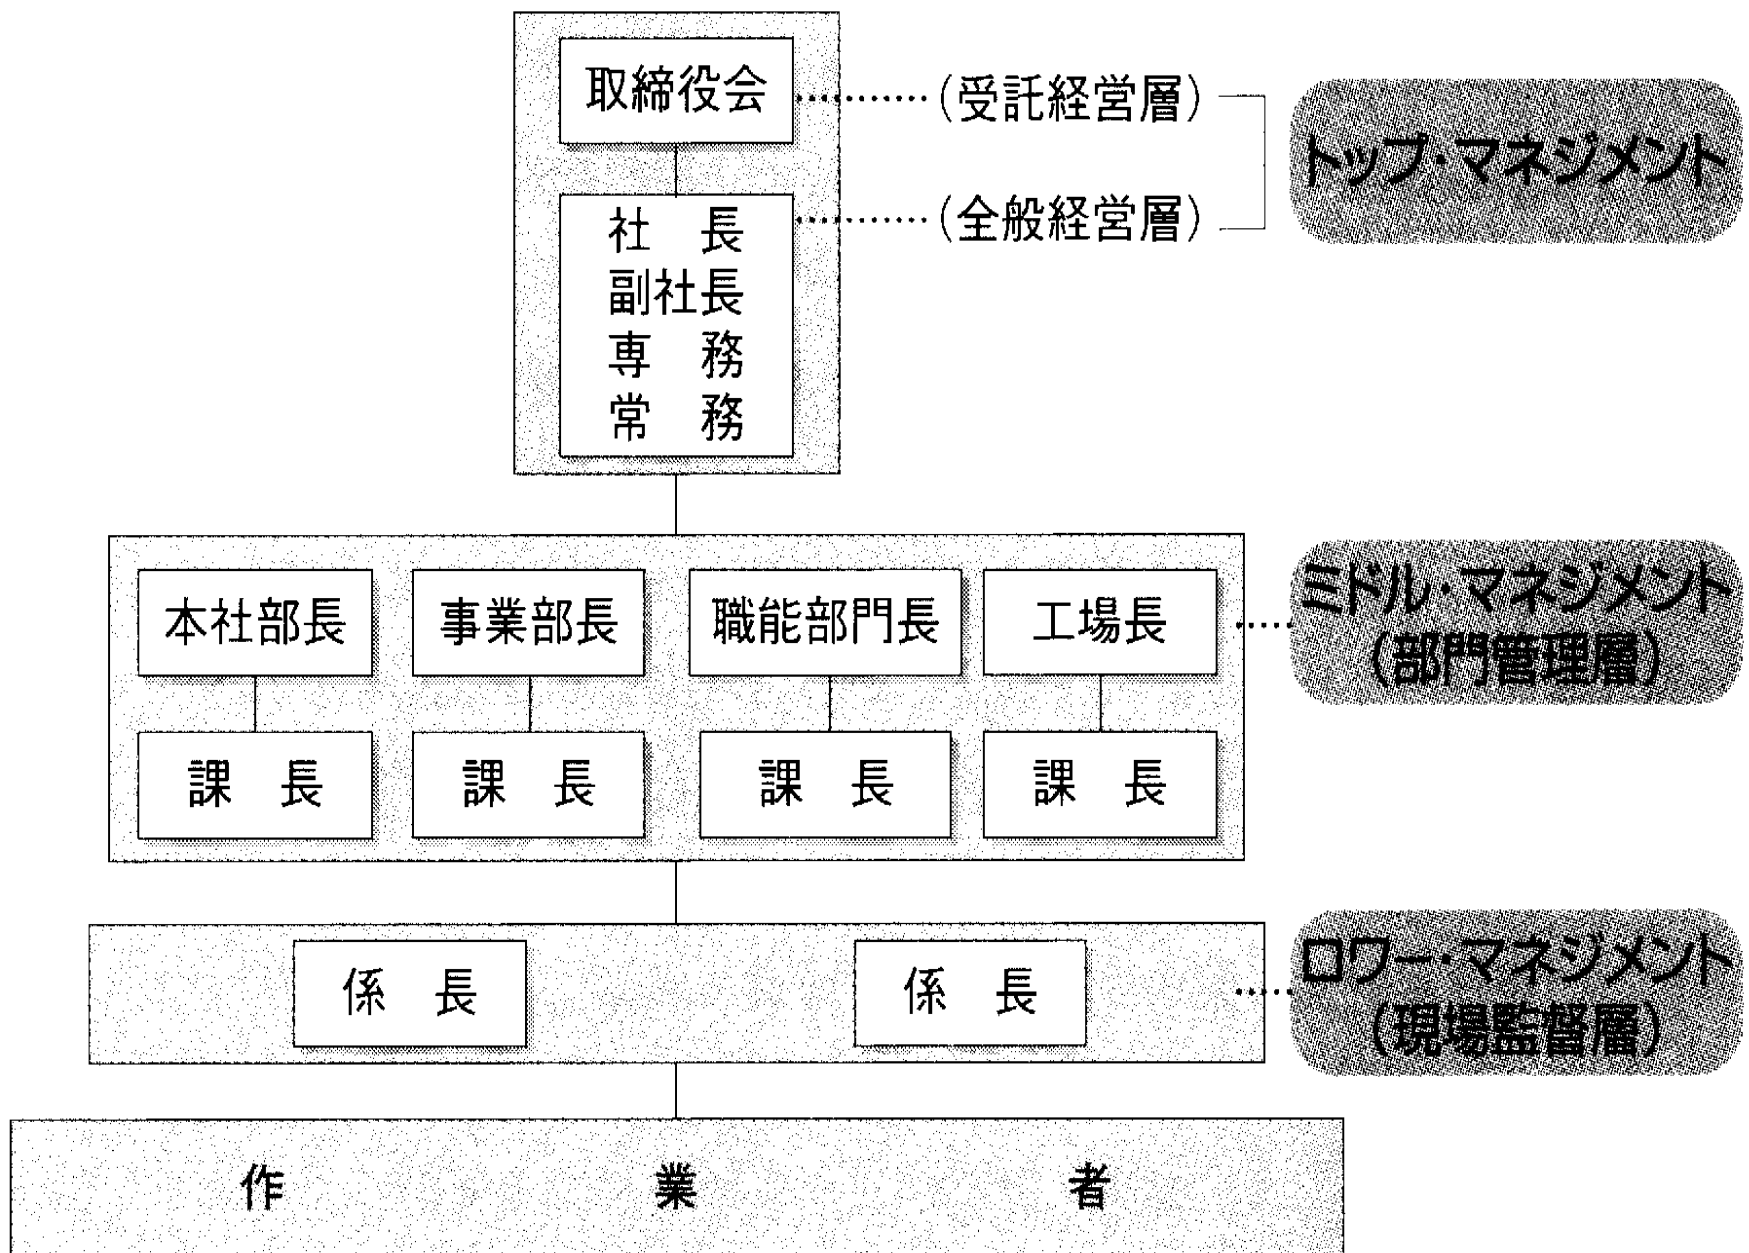 取締役会
(受託経営層)
トップ・マネジメント
社 長
(全般経営層)
副社長
専 務
常 務
本社部長
事業部長
職能部門長
工場長
ミドル・マネジメント
(部門管理層)
課 長
課 長
課 長
課 長
係 長
係 長
ロワー・マネジメント
(現場監督層)
作 業 者